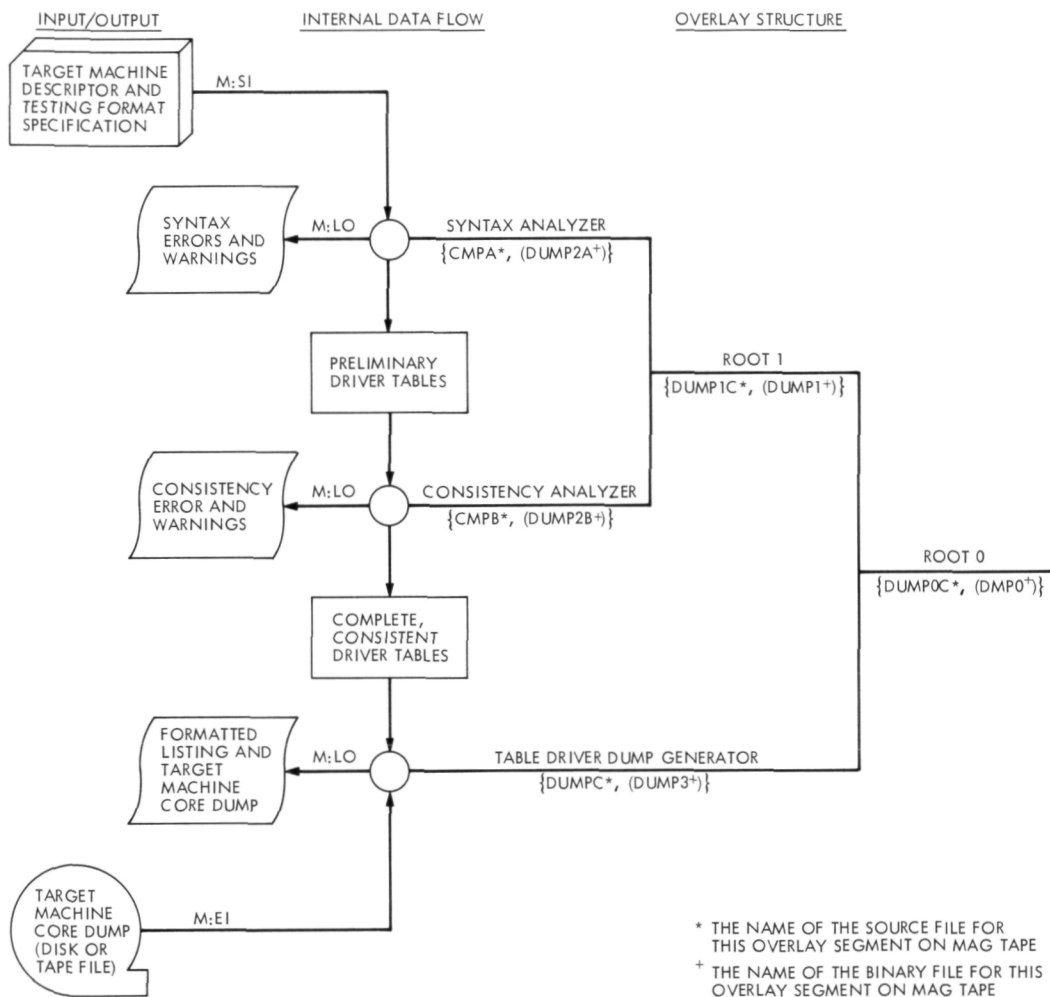 INPUT/OUTPUT
INTERNAL DATA FLOW
OVERLAY STRUCTURE
TARGET MACHINE
DESCRIPTOR AND
TESTING FORMAT
SPECIFICATION
M:SI
SYNTAX
ERRORS AND
WARNINGS
M:LO
SYNTAX ANALYZER
{CMPA*, (DUMP2A+)}
PRELIMINARY
DRIVER TABLES
ROOT 1
{DUMP1C*, (DUMP1+)}
CONSISTENCY
ERROR AND
WARNINGS
M:LO
CONSISTENCY ANALYZER
{CMPB*, (DUMP2B+)}
ROOT 0
{DUMP0C*, (DMP0+)}
COMPLETE,
CONSISTENT
DRIVER TABLES
FORMATTED
LISTING AND
TARGET
MACHINE
CORE DUMP
M:LO
TABLE DRIVER DUMP GENERATOR
{DUMPC*, (DUMP3+)}
TARGET
MACHINE
CORE DUMP
(DISK OR
TAPE FILE)
M:EI
* THE NAME OF THE SOURCE FILE FOR
THIS OVERLAY SEGMENT ON MAG TAPE
+ THE NAME OF THE BINARY FILE FOR THIS
OVERLAY SEGMENT ON MAG TAPE